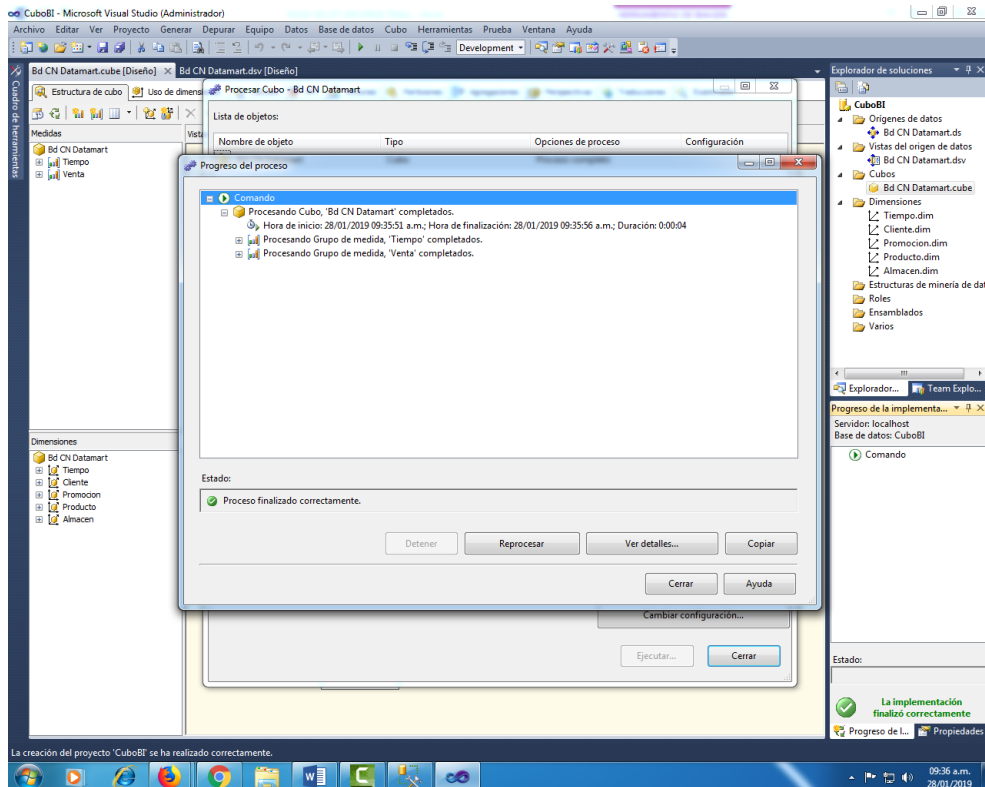 CuboBI - Microsoft Visual Studio (Administrador)
Archivo Editar Ver Proyecto Generar Depurar Equipo Datos Base de datos Cubo Herramientas Prueba Ventana Ayuda
Development
Bd CN Datamart.cube [Diseño] Bd CN Datamart.dsv [Diseño]
Cuadro de herramientas
Estructura de cubo Uso de dimens
Medidas
Bd CN Datamart
Tiempo
Venta
Vista
Dimensiones
Bd CN Datamart
Tiempo
Cliente
Promocion
Producto
Almacen
Procesar Cubo - Bd CN Datamart
Lista de objetos:
Nombre de objeto Tipo Opciones de proceso Configuración
Progreso del proceso
Comando
Procesando Cubo, 'Bd CN Datamart' completados.
Hora de inicio: 28/01/2019 09:35:51 a.m.; Hora de finalización: 28/01/2019 09:35:56 a.m.; Duración: 0:00:04
Procesando Grupo de medida, 'Tiempo' completados.
Procesando Grupo de medida, 'Venta' completados.
Estado:
Proceso finalizado correctamente.
Detener Reprocesar Ver detalles... Copiar
Cerrar Ayuda
Cambiar configuración...
Ejecutar... Cerrar
Explorador de soluciones
CuboBI
Orígenes de datos
Bd CN Datamart.ds
Vistas del origen de datos
Bd CN Datamart.dsv
Cubos
Bd CN Datamart.cube
Dimensiones
Tiempo.dim
Cliente.dim
Promocion.dim
Producto.dim
Almacen.dim
Estructuras de minería de dat
Roles
Ensamblados
Varios
Explorador... Team Explo...
Progreso de la implementa...
Servidor: localhost
Base de datos: CuboBI
Comando
Estado:
La implementación
finalizó correctamente
Progreso de l... Propiedades
La creación del proyecto 'CuboBI' se ha realizado correctamente.
09:36 a.m.
28/01/2019